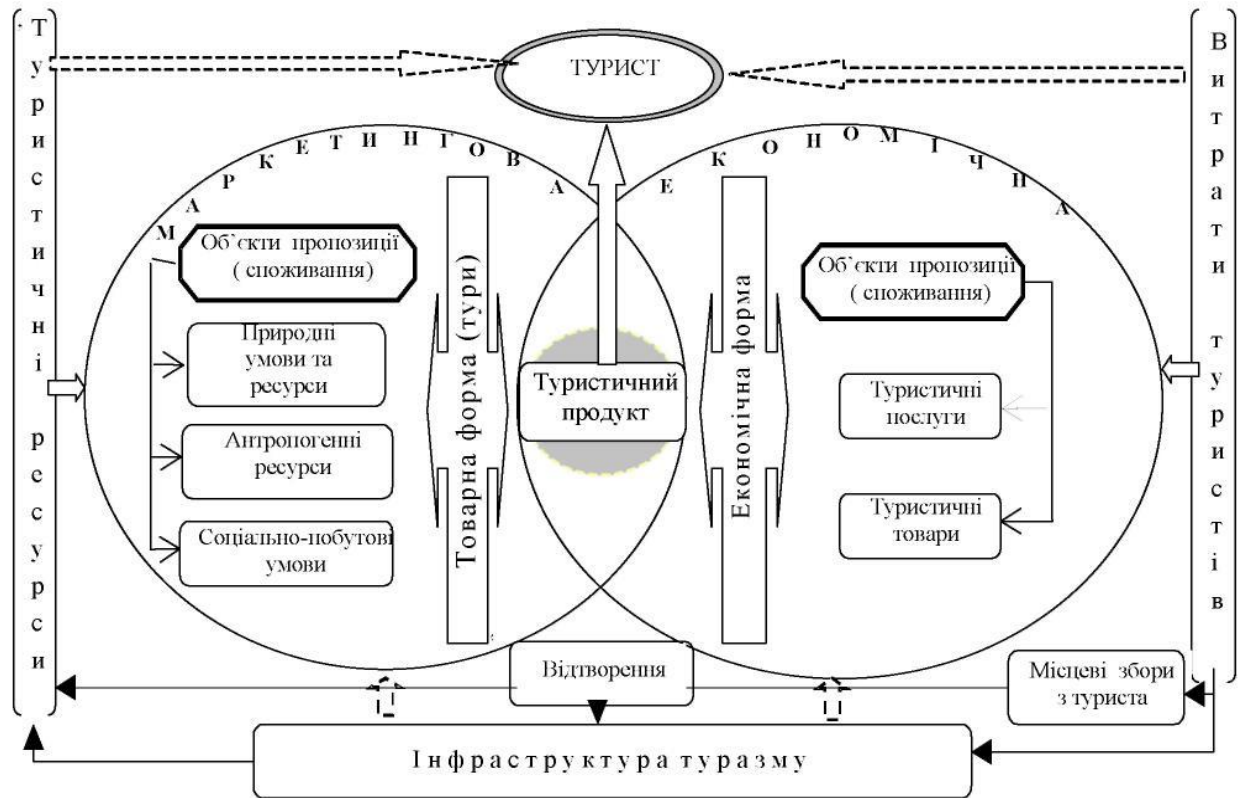 Туристичні ресурси
ТУРИСТ
Витрати туристів
МАРКЕТИНГОВА
ЕКОНОМІЧНА
Об`єкти пропозиції
( споживання)
Природні
умови та
ресурси
Антропогенні
ресурси
Соціально-побутові
умови
Товарна форма (тури)
Туристичний
продукт
Економічна форма
Об`єкти пропозиції
( споживання)
Туристичні
послуги
Туристичні
товари
Відтворення
Місцеві збори
з туриста
Інфраструктура туразму